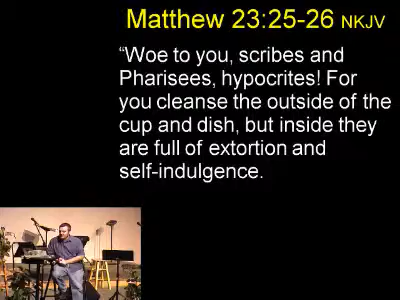 Matthew 23:25-26 NKJV
“Woe to you, scribes and
Pharisees, hypocrites! For
you cleanse the outside of the
cup and dish, but inside they
are full of extortion and
self-indulgence.